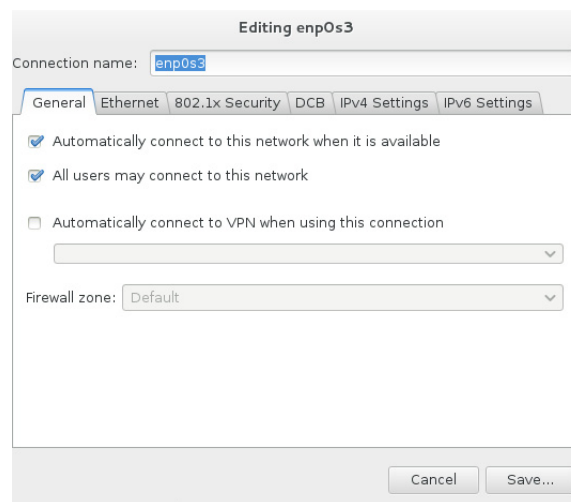 Editing enp0s3
Connection name: enp0s3
General Ethernet 802.1x Security DCB IPv4 Settings IPv6 Settings
Automatically connect to this network when it is available
All users may connect to this network
Automatically connect to VPN when using this connection
Firewall zone: Default
Cancel Save...